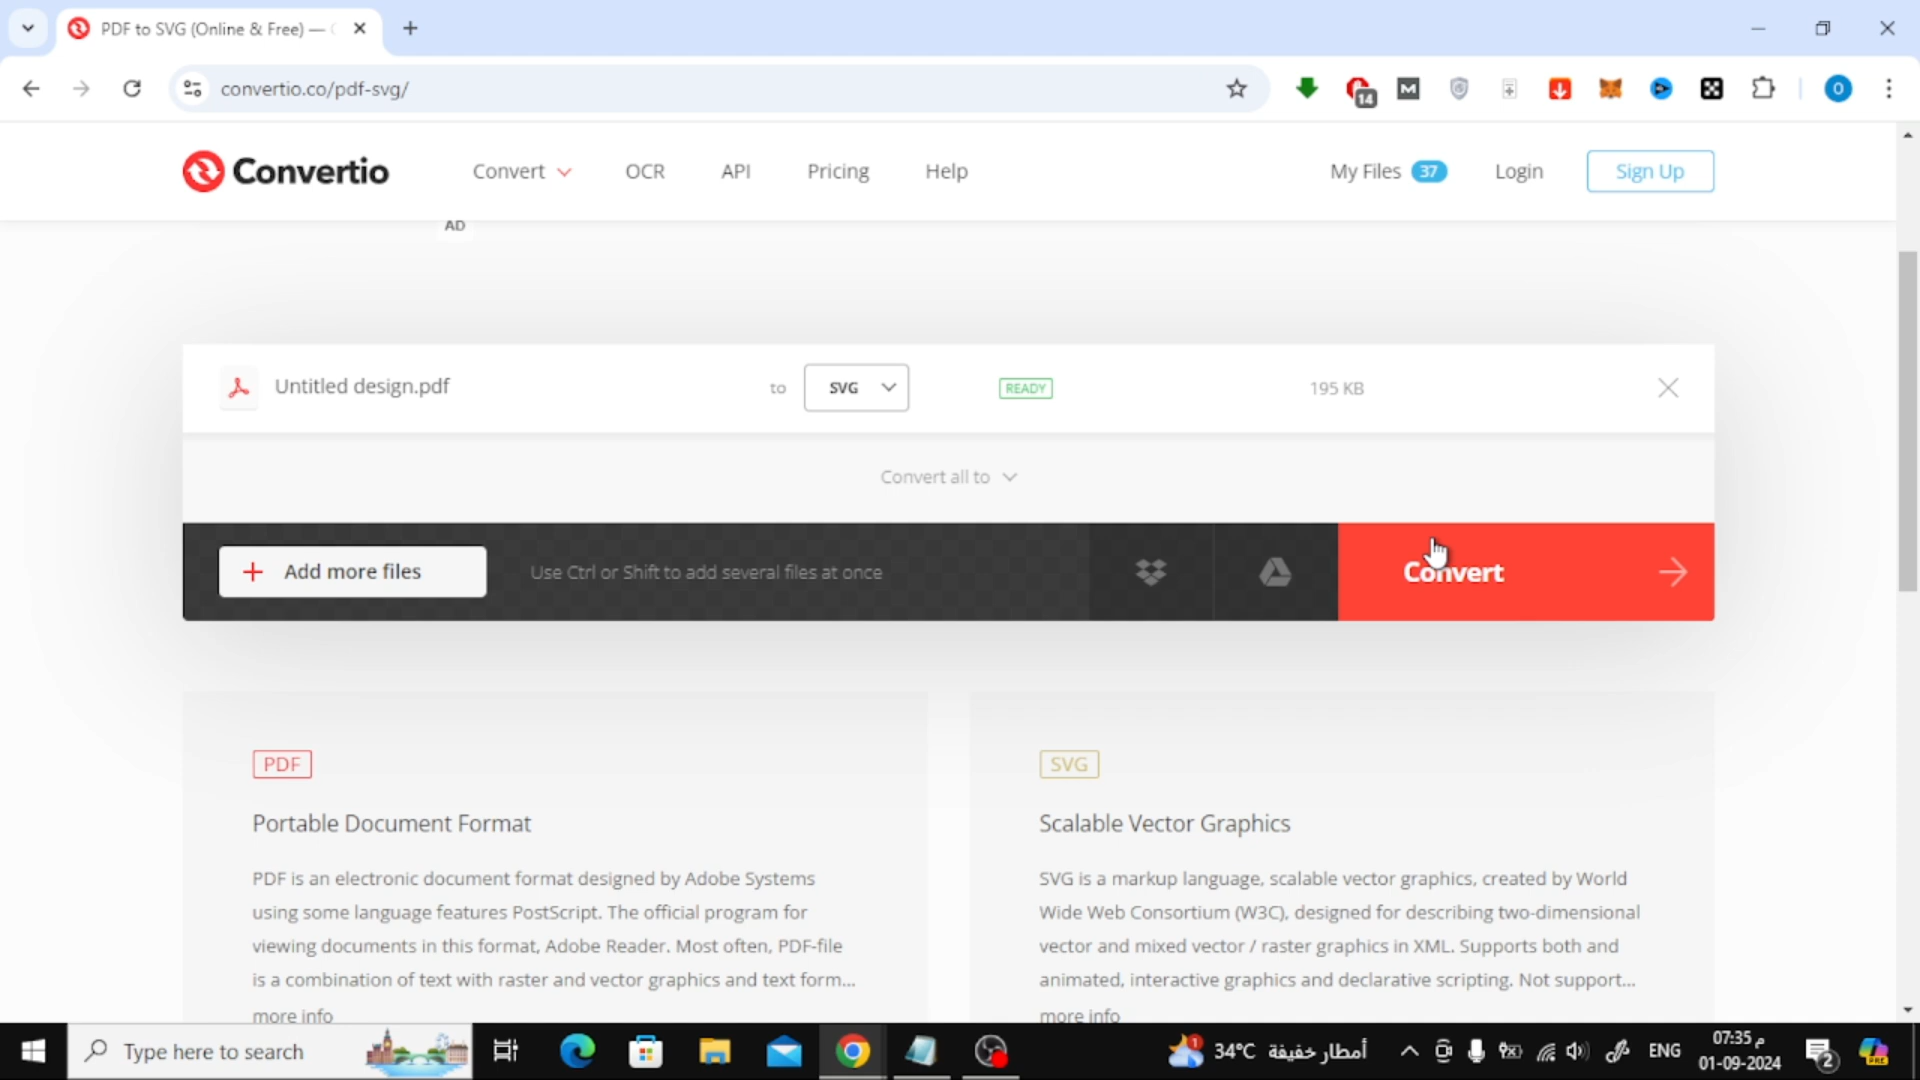 PDF to SVG (Online & Free) —
convertio.co/pdf-svg/
14
M
O
Convertio
Convert
OCR
API
Pricing
Help
My Files 37
Login
Sign Up
AD
Untitled design.pdf
to
SVG
READY
195 KB
Convert all to
Add more files
Use Ctrl or Shift to add several files at once
Convert
PDF
Portable Document Format
PDF is an electronic document format designed by Adobe Systems
using some language features PostScript. The official program for
viewing documents in this format, Adobe Reader. Most often, PDF-file
is a combination of text with raster and vector graphics and text form...
more info
SVG
Scalable Vector Graphics
SVG is a markup language, scalable vector graphics, created by World
Wide Web Consortium (W3C), designed for describing two-dimensional
vector and mixed vector / raster graphics in XML. Supports both and
animated, interactive graphics and declarative scripting. Not support...
more info
Type here to search
1
34°C أمطار خفيفة
ENG
07:35 م
01-09-2024
2
PRE